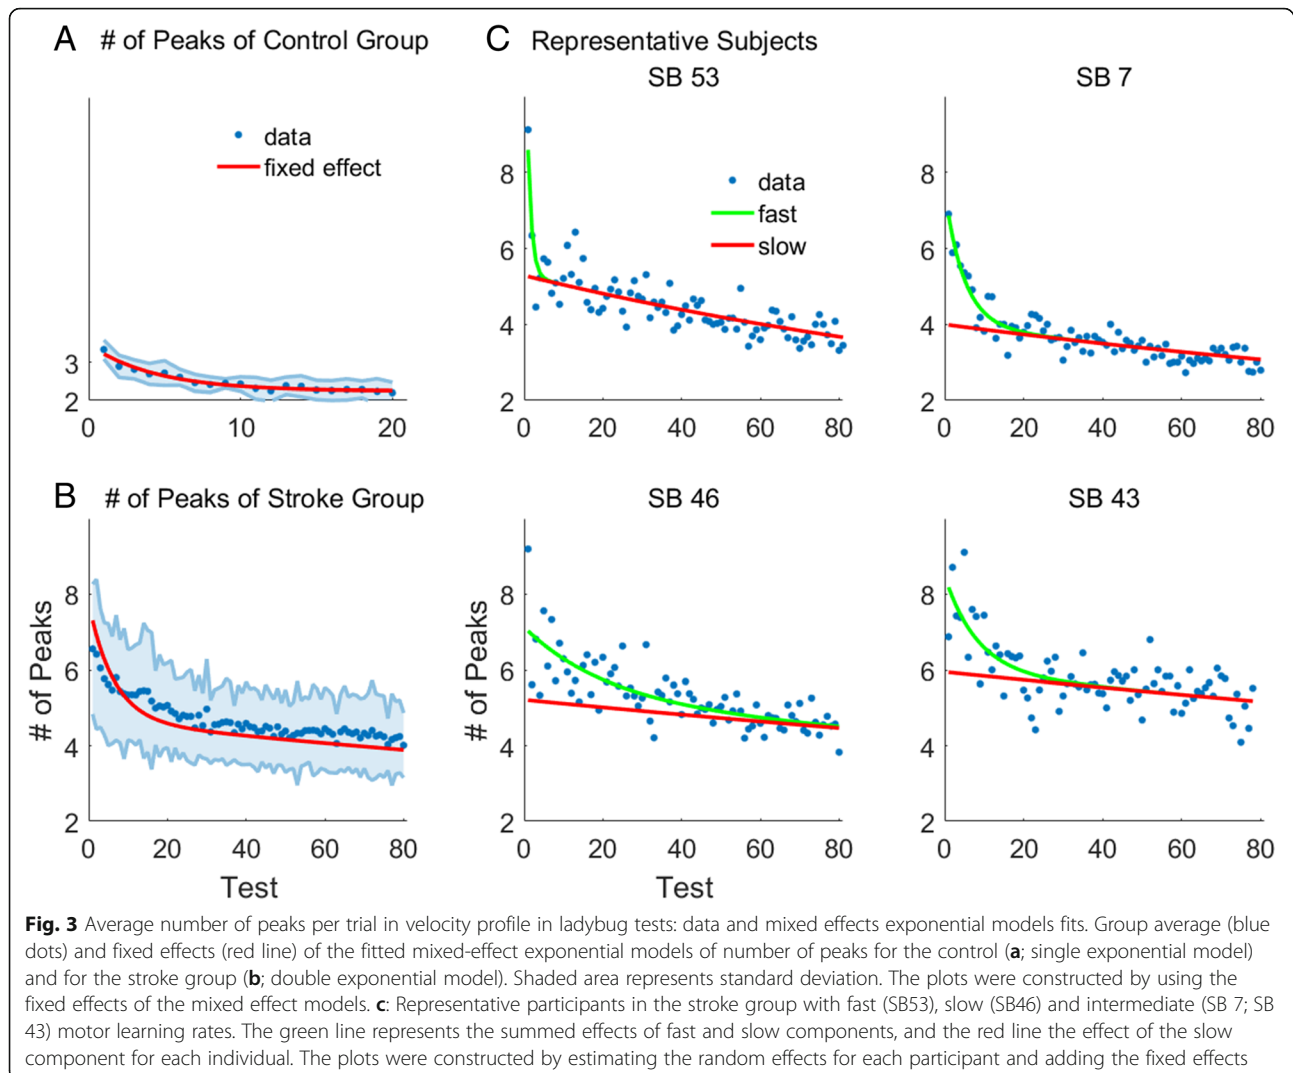 A # of Peaks of Control Group
data
fixed effect
3
2
0 10 20
C Representative Subjects
SB 53
data
fast
slow
8
6
4
2
0 20 40 60 80
SB 7
8
6
4
2
0 20 40 60 80
B # of Peaks of Stroke Group
# of Peaks
8
6
4
2
0 20 40 60 80
Test
SB 46
# of Peaks
8
6
4
2
0 20 40 60 80
Test
SB 43
8
6
4
2
0 20 40 60 80
Fig. 3 Average number of peaks per trial in velocity profile in ladybug tests: data and mixed effects exponential models fits. Group average (blue
dots) and fixed effects (red line) of the fitted mixed-effect exponential models of number of peaks for the control (a; single exponential model)
and for the stroke group (b; double exponential model). Shaded area represents standard deviation. The plots were constructed by using the
fixed effects of the mixed effect models. c: Representative participants in the stroke group with fast (SB53), slow (SB46) and intermediate (SB 7; SB
43) motor learning rates. The green line represents the summed effects of fast and slow components, and the red line the effect of the slow
component for each individual. The plots were constructed by estimating the random effects for each participant and adding the fixed effects